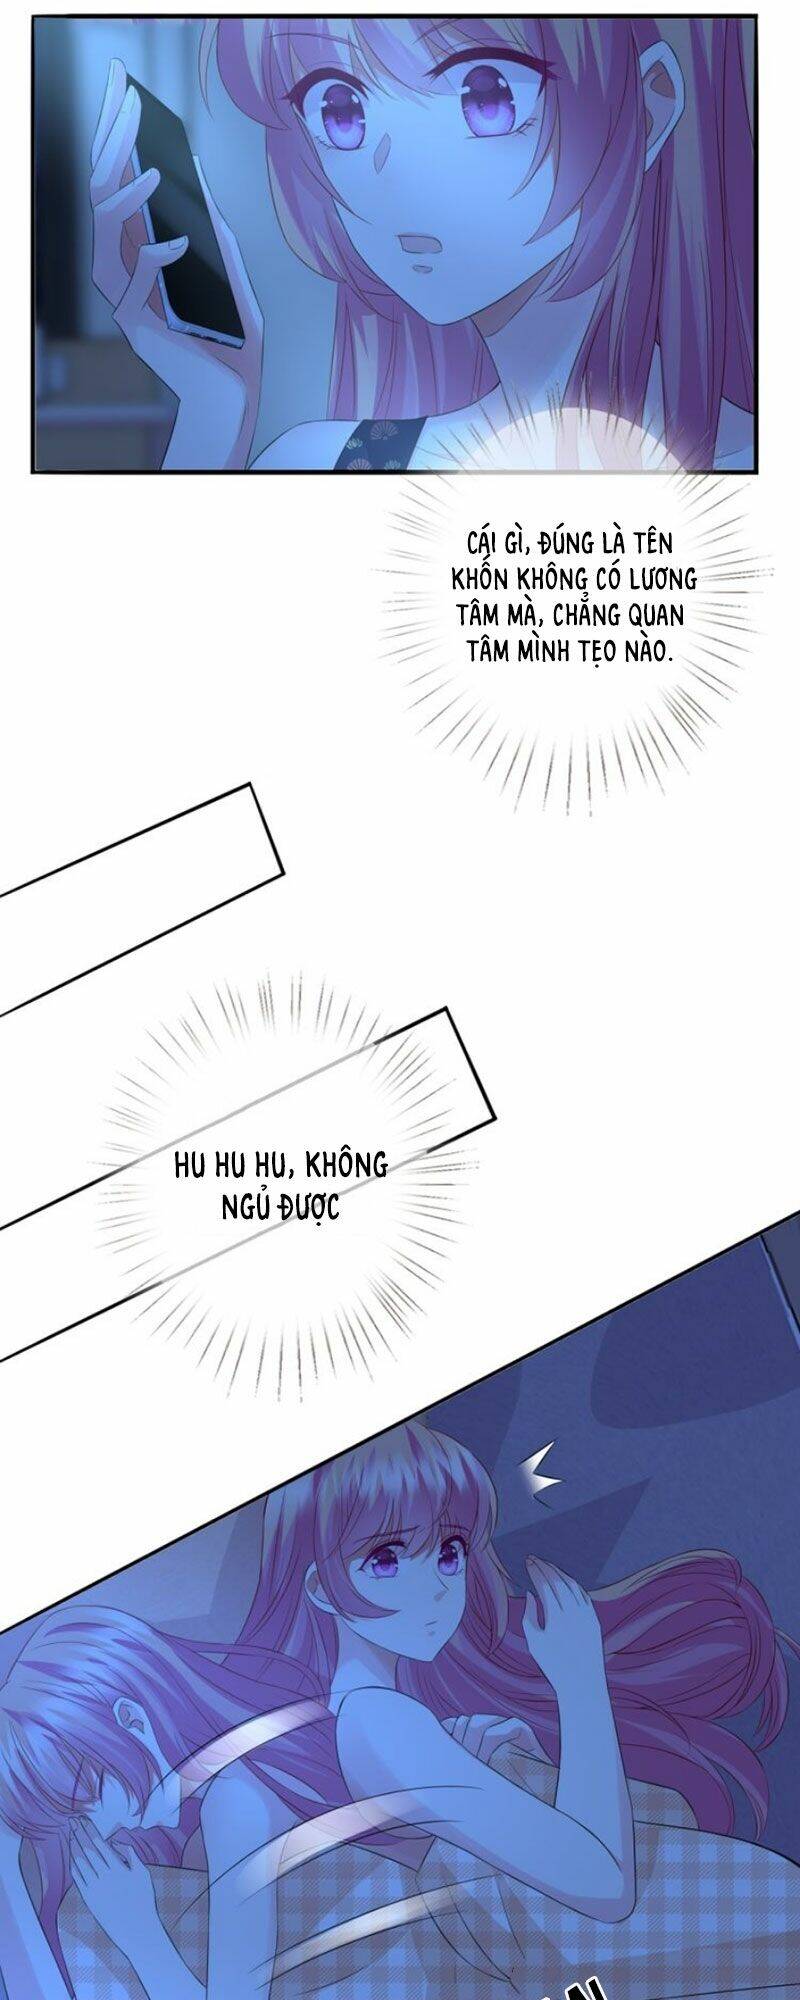 CÁI GÌ, ĐÚNG LÀ TÊN
KHỐN KHÔNG CÓ LƯƠNG
TÂM MÀ, CHẲNG QUAN
TÂM MÌNH TẸO NÀO.
HU HU HU, KHÔNG
NGỦ ĐƯỢC